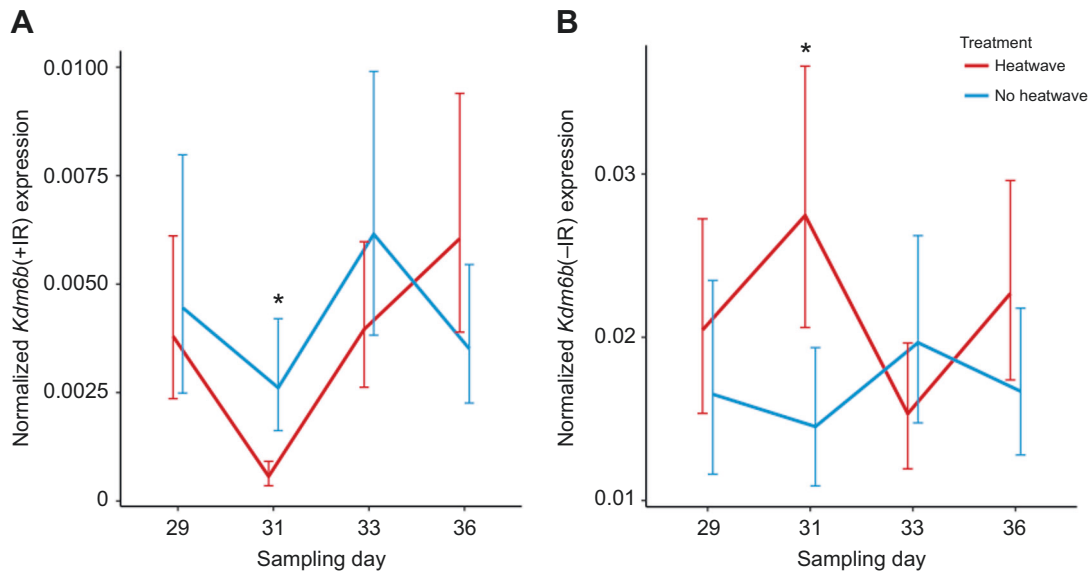 A
Normalized Kdm6b(+IR) expression
0.0100
0.0075
0.0050
0.0025
0
*
29 31 33 36
Sampling day
B
Normalized Kdm6b(–IR) expression
0.03
0.02
0.01
*
29 31 33 36
Sampling day
Treatment
Heatwave
No heatwave